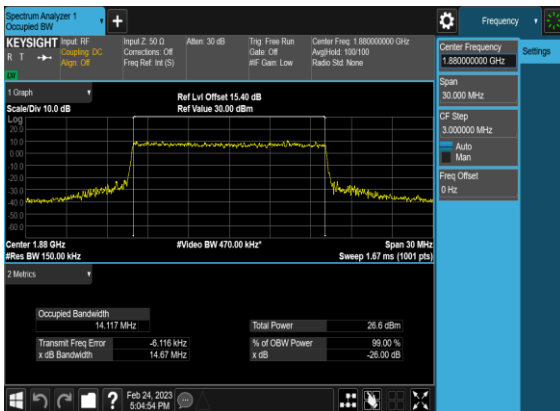 Spectrum Analyzer 1
Occupied BW
+
Frequency
KEYSIGHT
R T
LV
Input: RF
Coupling: DC
Align: Off
Input Z: 50 Ω
Corrections: Off
Freq Ref: Int (S)
Atten: 30 dB
Trig: Free Run
Gate: Off
#IF Gain: Low
Center Freq: 1.880000000 GHz
Avg|Hold: 100/100
Radio Std: None
Center Frequency
1.880000000 GHz
Settings
Span
30.000 MHz
CF Step
3.000000 MHz
Auto
Man
Freq Offset
0 Hz
1 Graph
Scale/Div 10.0 dB
Ref Lvl Offset 15.40 dB
Ref Value 30.00 dBm
Log
20.0
10.0
0.00
-10.0
-20.0
-30.0
-40.0
-50.0
-60.0
Center 1.88 GHz
#Video BW 470.00 kHz*
Span 30 MHz
#Res BW 150.00 kHz
Sweep 1.67 ms (1001 pts)
2 Metrics
Occupied Bandwidth
14.117 MHz
Total Power 26.6 dBm
Transmit Freq Error -6.116 kHz
% of OBW Power 99.00 %
x dB Bandwidth 14.67 MHz
x dB -26.00 dB
?
Feb 24, 2023
5:04:54 PM